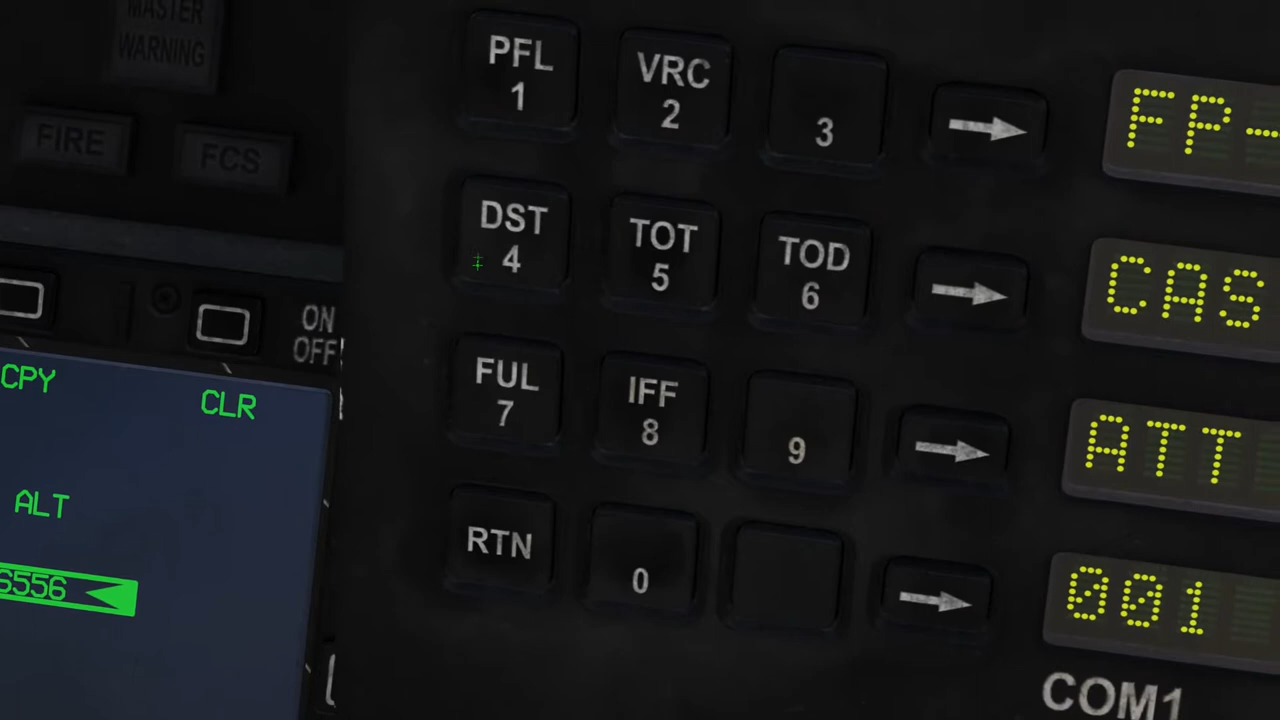 MASTER
WARNING
FIRE
FCS
ON
OFF
CPY
CLR
ALT
6556
PFL
1
VRC
2
3
FP-
DST
4
TOT
5
TOD
6
CAS
FUL
7
IFF
8
9
ATT
RTN
0
001
COM1